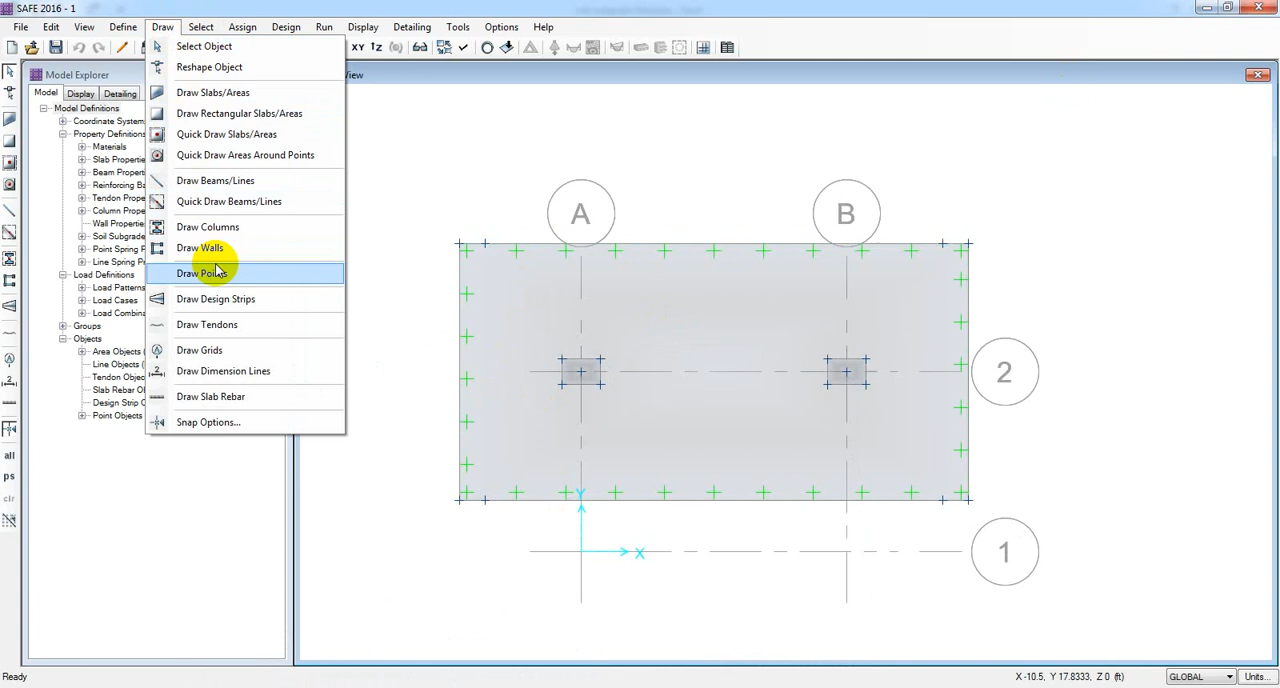 SAFE 2016 - 1
File Edit View Define Draw Select Assign Design Run Display Detailing Tools Options Help
Model Explorer
View
Model Display Detailing
Model Definitions
Coordinate System
Property Definitions
Materials
Slab Propertie
Beam Propert
Reinforcing Ba
Tendon Prope
Column Prope
Wall Propertie
Soil Subgrade
Point Spring P
Line Spring P
Load Definitions
Load Patterns
Load Cases
Load Combina
Groups
Objects
Area Objects (
Line Objects (
Tendon Objec
Slab Rebar O
Design Strip C
Point Objects
Select Object
Reshape Object
Draw Slabs/Areas
Draw Rectangular Slabs/Areas
Quick Draw Slabs/Areas
Quick Draw Areas Around Points
Draw Beams/Lines
Quick Draw Beams/Lines
Draw Columns
Draw Walls
Draw Points
Draw Design Strips
Draw Tendons
Draw Grids
Draw Dimension Lines
Draw Slab Rebar
Snap Options...
all
ps
clr
A
B
2
1
Y
X
Ready
X -10.5, Y 17.8333, Z 0 (ft)
GLOBAL
Units...